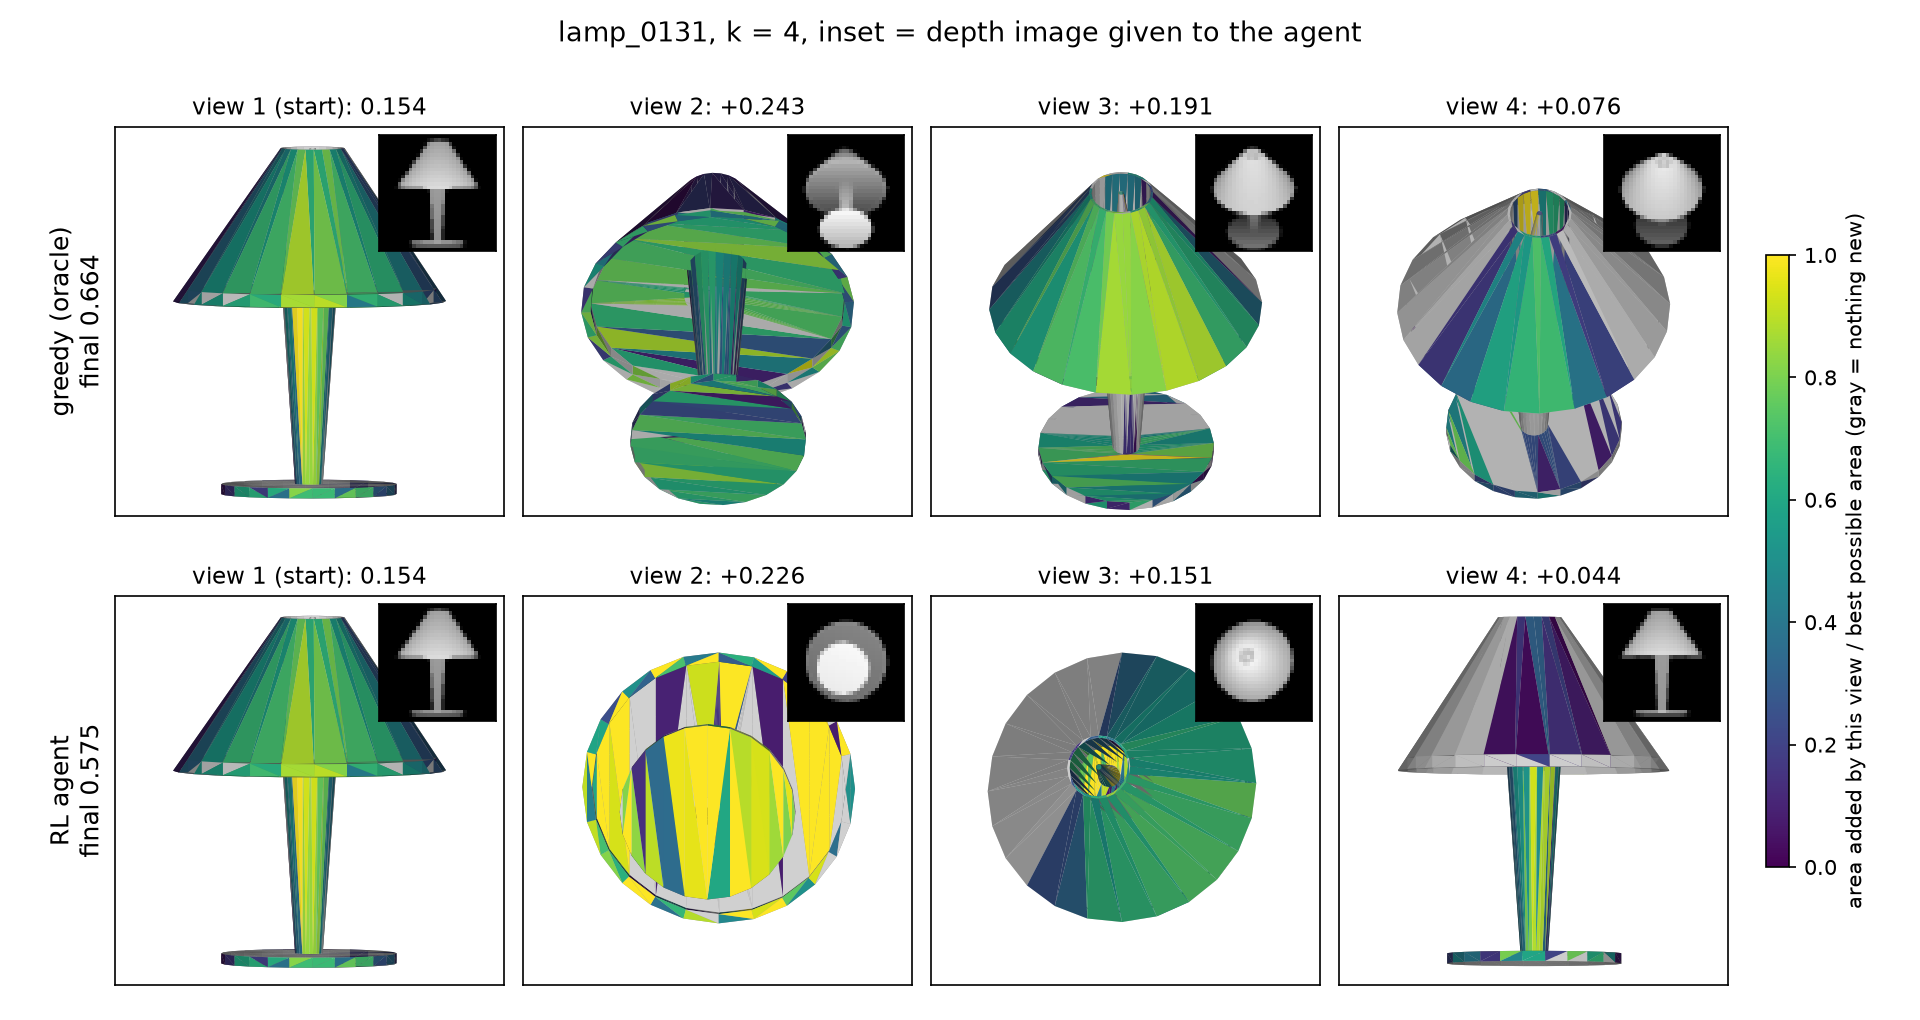 lamp_0131, k = 4, inset = depth image given to the agent
greedy (oracle)
final 0.664
view 1 (start): 0.154
view 2: +0.243
view 3: +0.191
view 4: +0.076
RL agent
final 0.575
view 1 (start): 0.154
view 2: +0.226
view 3: +0.151
view 4: +0.044
1.0
0.8
0.6
0.4
0.2
0.0
area added by this view / best possible area (gray = nothing new)